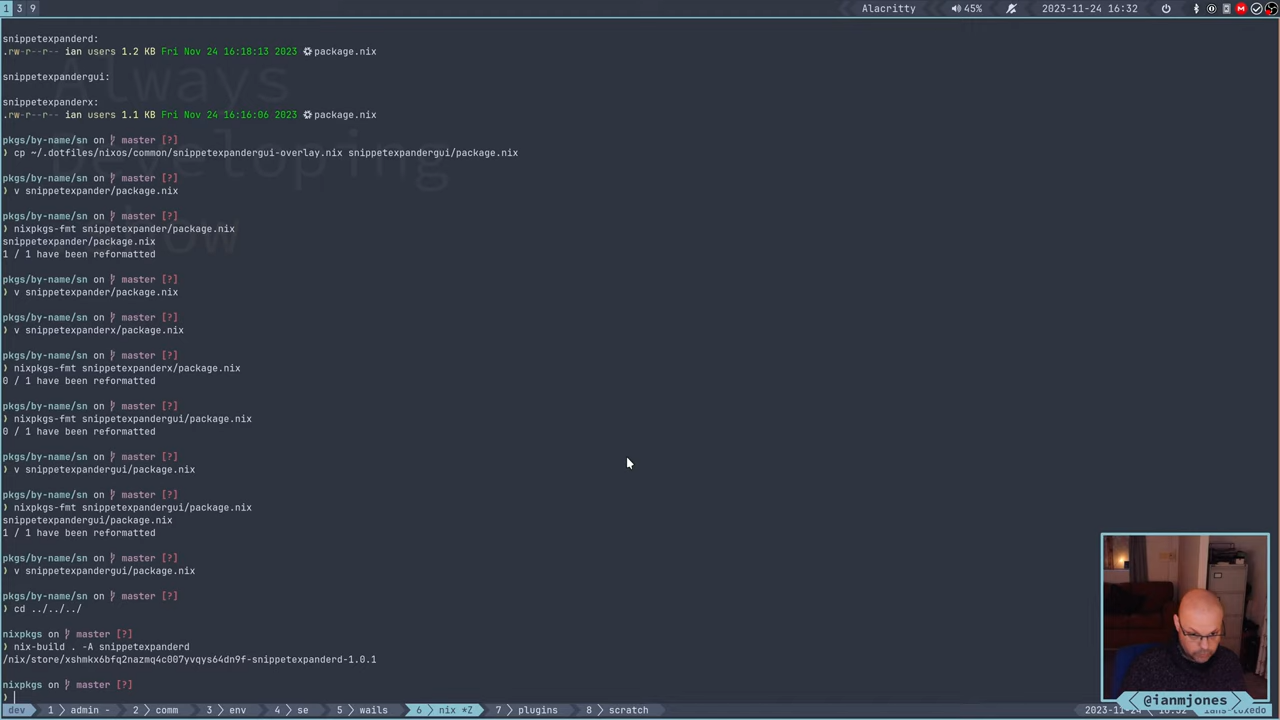 1 3 9 Alacritty 45% 2023-11-24 16:32
snippetexpanderd:
.rw-r--r-- ian users 1.2 KB Fri Nov 24 16:18:13 2023 package.nix
snippetexpandergui:
snippetexpanderx:
.rw-r--r-- ian users 1.1 KB Fri Nov 24 16:16:06 2023 package.nix
Always
Developing
pkgs/by-name/sn on master [?]
❯ cp ~/.dotfiles/nixos/common/snippetexpandergui-overlay.nix snippetexpandergui/package.nix
pkgs/by-name/sn on master [?]
❯ v snippetexpander/package.nix
pkgs/by-name/sn on master [?]
❯ nixpkgs-fmt snippetexpander/package.nix
snippetexpander/package.nix
1 / 1 have been reformatted
pkgs/by-name/sn on master [?]
❯ v snippetexpander/package.nix
pkgs/by-name/sn on master [?]
❯ v snippetexpanderx/package.nix
pkgs/by-name/sn on master [?]
❯ nixpkgs-fmt snippetexpanderx/package.nix
0 / 1 have been reformatted
pkgs/by-name/sn on master [?]
❯ nixpkgs-fmt snippetexpandergui/package.nix
0 / 1 have been reformatted
pkgs/by-name/sn on master [?]
❯ v snippetexpandergui/package.nix
pkgs/by-name/sn on master [?]
❯ nixpkgs-fmt snippetexpandergui/package.nix
snippetexpandergui/package.nix
1 / 1 have been reformatted
pkgs/by-name/sn on master [?]
❯ v snippetexpandergui/package.nix
pkgs/by-name/sn on master [?]
❯ cd ../../../
nixpkgs on master [?]
❯ nix-build . -A snippetexpanderd
/nix/store/xshmkx6bfq2nazmq4c007yvqys64dn9f-snippetexpanderd-1.0.1
nixpkgs on master [?]
❯
@ianmjones
dev 1 admin - 2 comm 3 env 4 se 5 wails 6 nix *Z 7 plugins 8 scratch